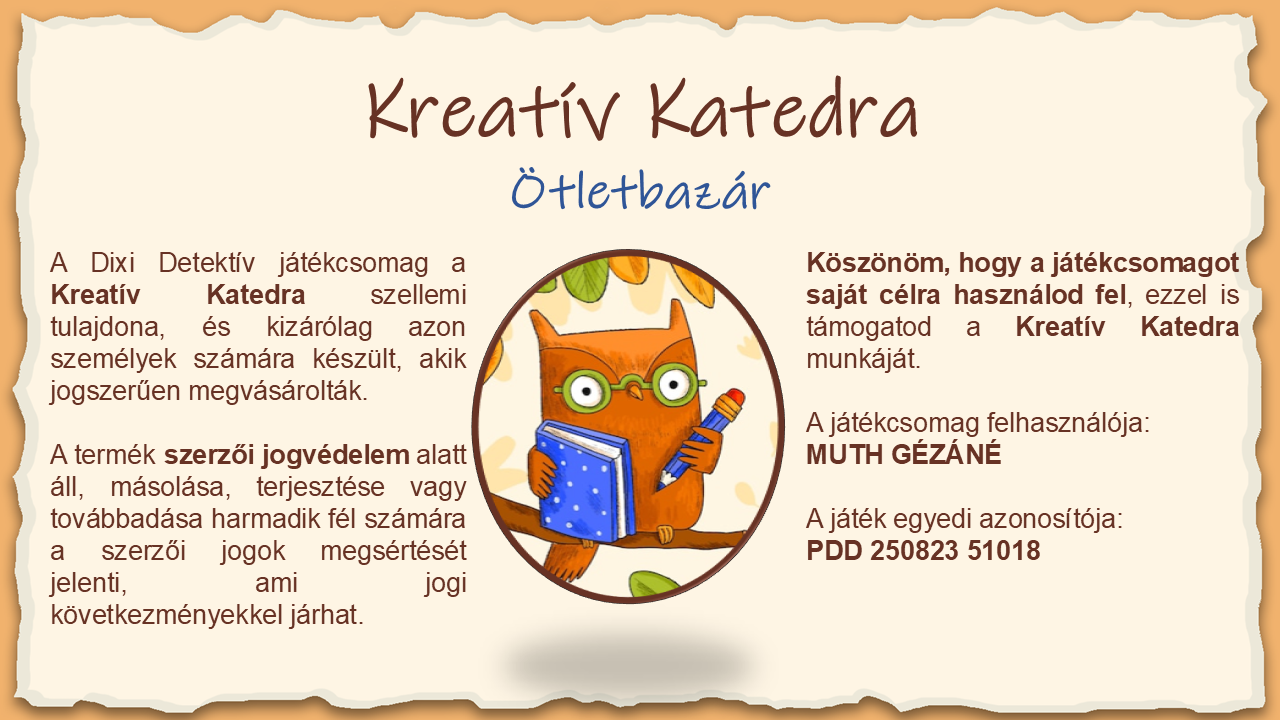 Kreatív Katedra
Ötletbazár
A Dixi Detektív játékcsomag a
Kreatív Katedra szellemi
tulajdona, és kizárólag azon
személyek számára készült, akik
jogszerűen megvásárolták.
A termék szerzői jogvédelem alatt
áll, másolása, terjesztése vagy
továbbadása harmadik fél számára
a szerzői jogok megsértését
jelenti, ami jogi
következményekkel járhat.
Köszönöm, hogy a játékcsomagot
saját célra használod fel, ezzel is
támogatod a Kreatív Katedra
munkáját.
A játékcsomag felhasználója:
MUTH GÉZÁNÉ
A játék egyedi azonosítója:
PDD 250823 51018